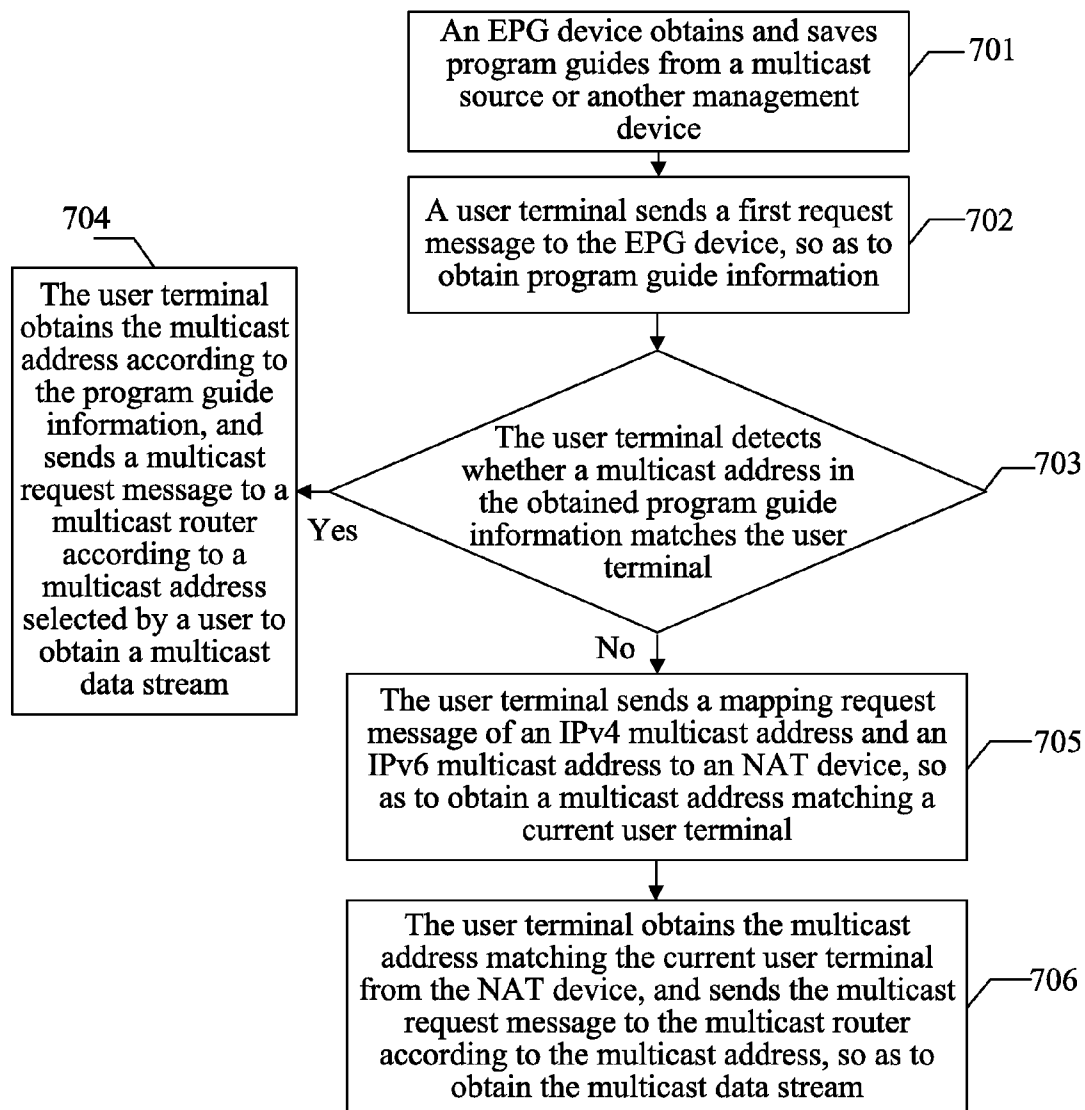 An EPG device obtains and saves
program guides from a multicast
source or another management
device
701
A user terminal sends a first request
message to the EPG device, so as to
obtain program guide information
702
704
The user terminal
obtains the multicast
address according to
the program guide
information, and
sends a multicast
request message to a
multicast router
according to a
multicast address
selected by a user to
obtain a multicast
data stream
The user terminal detects
whether a multicast address in
the obtained program guide
information matches the user
terminal
703
Yes
No
The user terminal sends a mapping request
message of an IPv4 multicast address and an
IPv6 multicast address to an NAT device, so
as to obtain a multicast address matching a
current user terminal
705
The user terminal obtains the multicast
address matching the current user terminal
from the NAT device, and sends the multicast
request message to the multicast router
according to the multicast address, so as to
obtain the multicast data stream
706